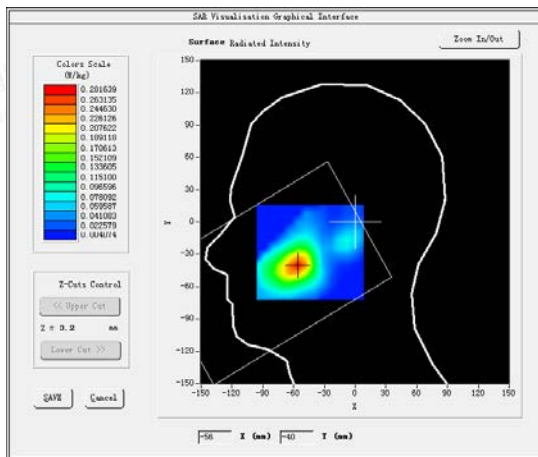 SAR Visualisation Graphical Interface
Surface Radiated Intensity
Zoom In/Out
Colors Scale
(W/kg)
0.281639
0.263135
0.244630
0.226126
0.207622
0.189118
0.170613
0.152109
0.133605
0.115100
0.096596
0.078092
0.059587
0.041083
0.022579
0.004074
150
120
90
60
30
0
-30
-60
-90
-120
-150
Y
-150 -120 -90 -60 -30 0 30 60 90 120 150
X
Z-Cuts Control
<< Upper Cut
Z = 3.2 mm
Lower Cut >>
SAVE Cancel
-56 X (mm) -40 Y (mm)